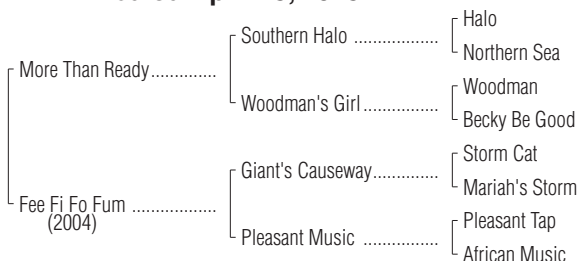 Halo
Southern Halo ..................
Northern Sea
More Than Ready..............
Woodman
Woodman's Girl ................
Becky Be Good
Storm Cat
Giant's Causeway..............
Mariah's Storm
Fee Fi Fo Fum ..................
(2004)
Pleasant Tap
Pleasant Music ................
African Music